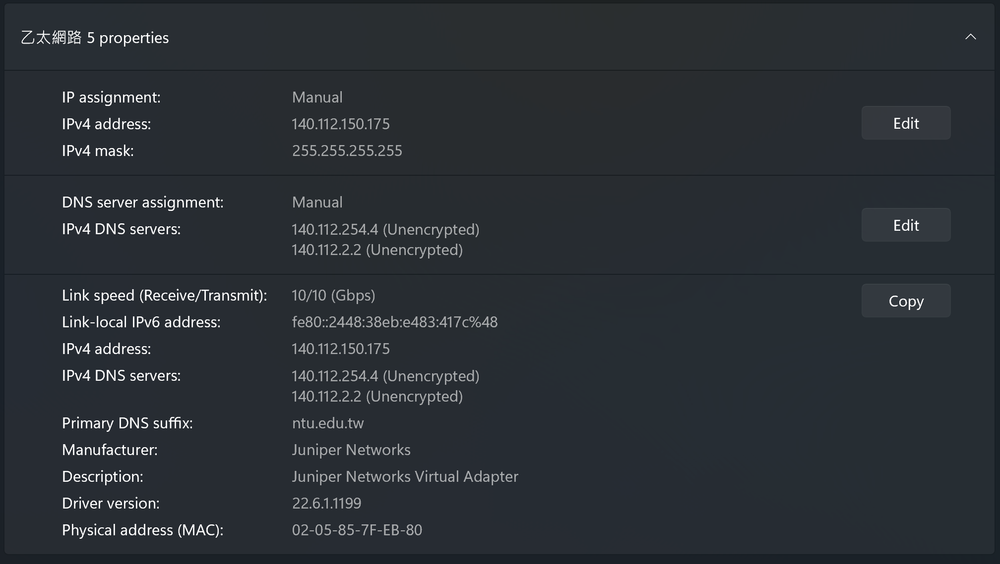 乙太網路 5 properties
IP assignment: Manual
IPv4 address: 140.112.150.175
Edit
IPv4 mask: 255.255.255.255
DNS server assignment: Manual
IPv4 DNS servers: 140.112.254.4 (Unencrypted)
Edit
140.112.2.2 (Unencrypted)
Link speed (Receive/Transmit): 10/10 (Gbps)
Copy
Link-local IPv6 address: fe80::2448:38eb:e483:417c%48
IPv4 address: 140.112.150.175
IPv4 DNS servers: 140.112.254.4 (Unencrypted)
140.112.2.2 (Unencrypted)
Primary DNS suffix: ntu.edu.tw
Manufacturer: Juniper Networks
Description: Juniper Networks Virtual Adapter
Driver version: 22.6.1.1199
Physical address (MAC): 02-05-85-7F-EB-80